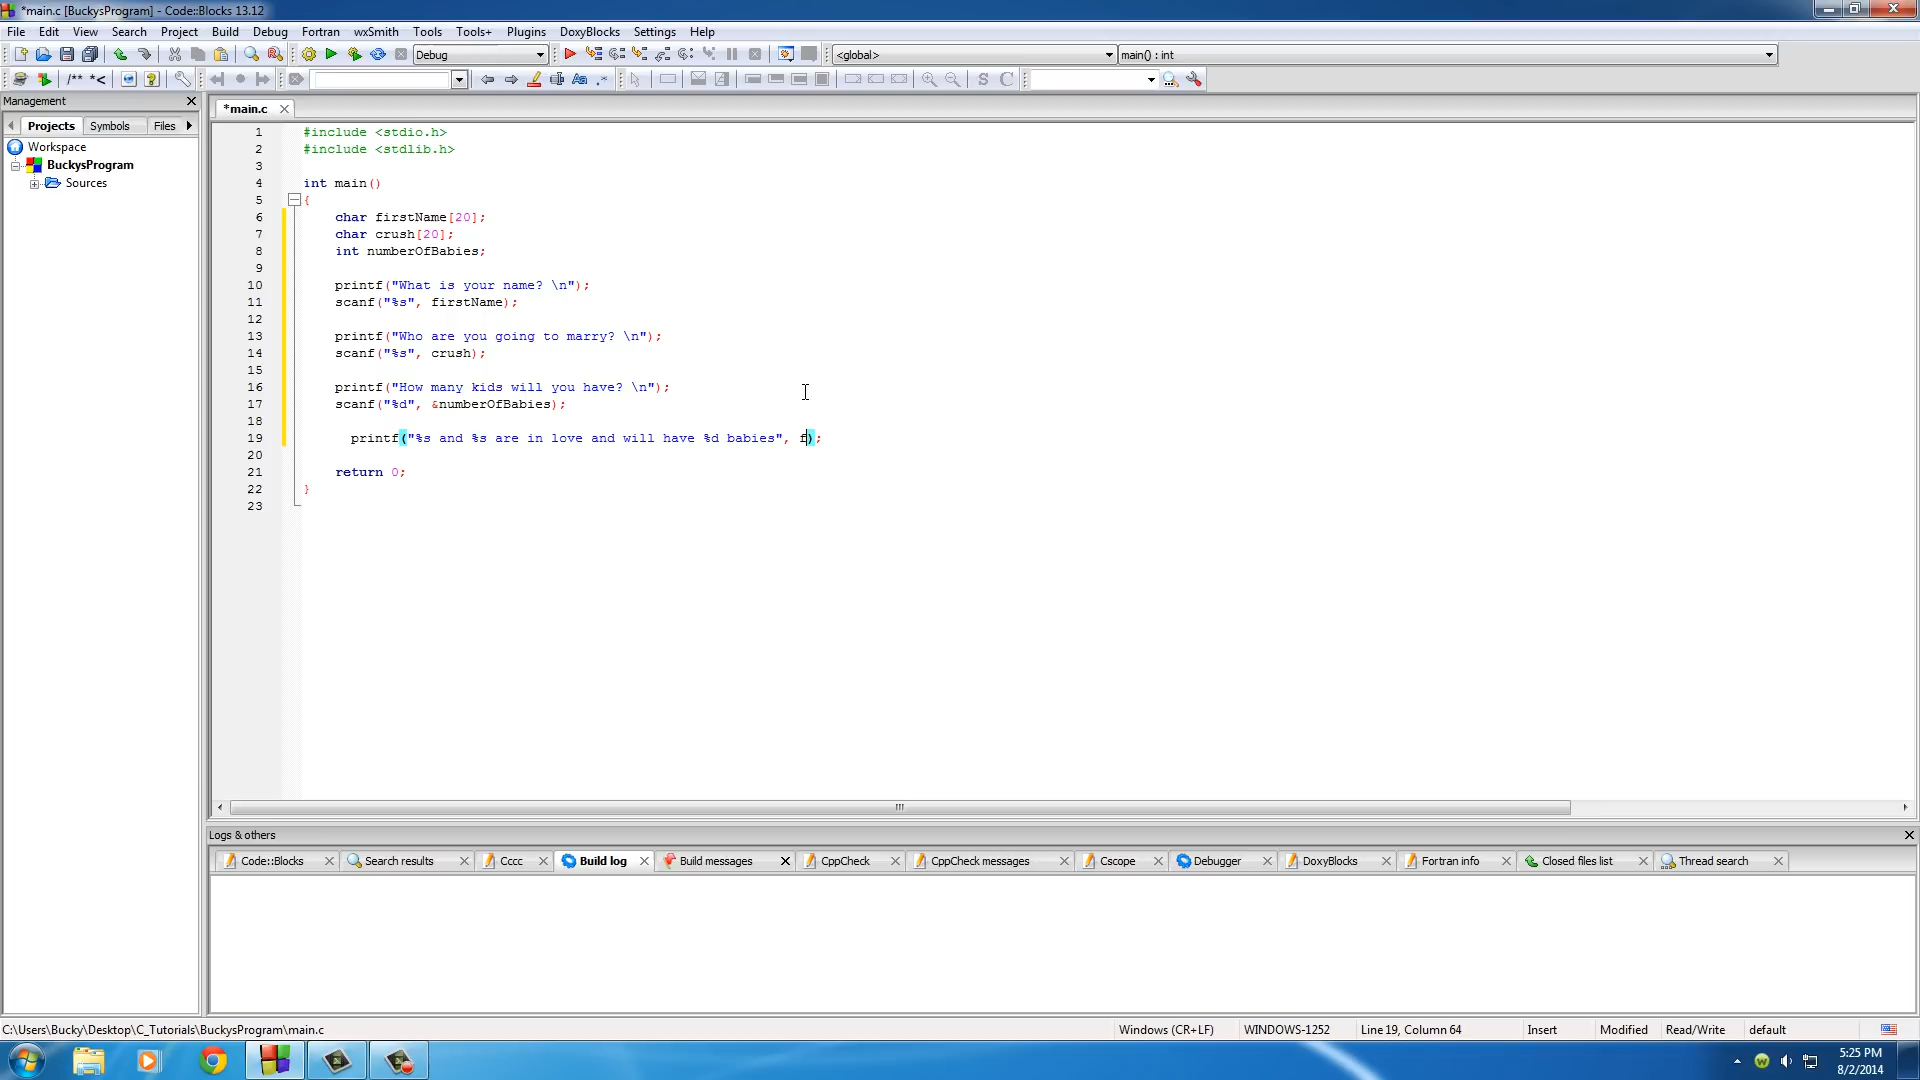 *main.c [BuckysProgram] - Code::Blocks 13.12
File Edit View Search Project Build Debug Fortran wxSmith Tools Tools+ Plugins DoxyBlocks Settings Help
Debug <global> main() : int
/** *< Aa .* S C
Management
Projects Symbols Files
Workspace
BuckysProgram
Sources
*main.c
1 #include <stdio.h>
2 #include <stdlib.h>
3
4 int main()
5 {
6 char firstName[20];
7 char crush[20];
8 int numberOfBabies;
9
10 printf("What is your name? \n");
11 scanf("%s", firstName);
12
13 printf("Who are you going to marry? \n");
14 scanf("%s", crush);
15
16 printf("How many kids will you have? \n");
17 scanf("%d", &numberOfBabies);
18
19 printf("%s and %s are in love and will have %d babies", f);
20
21 return 0;
22 }
23
Logs & others
Code::Blocks Search results Cccc Build log Build messages CppCheck CppCheck messages Cscope Debugger DoxyBlocks Fortran info Closed files list Thread search
C:\Users\Bucky\Desktop\C_Tutorials\BuckysProgram\main.c Windows (CR+LF) WINDOWS-1252 Line 19, Column 64 Insert Modified Read/Write default
5:25 PM
8/2/2014